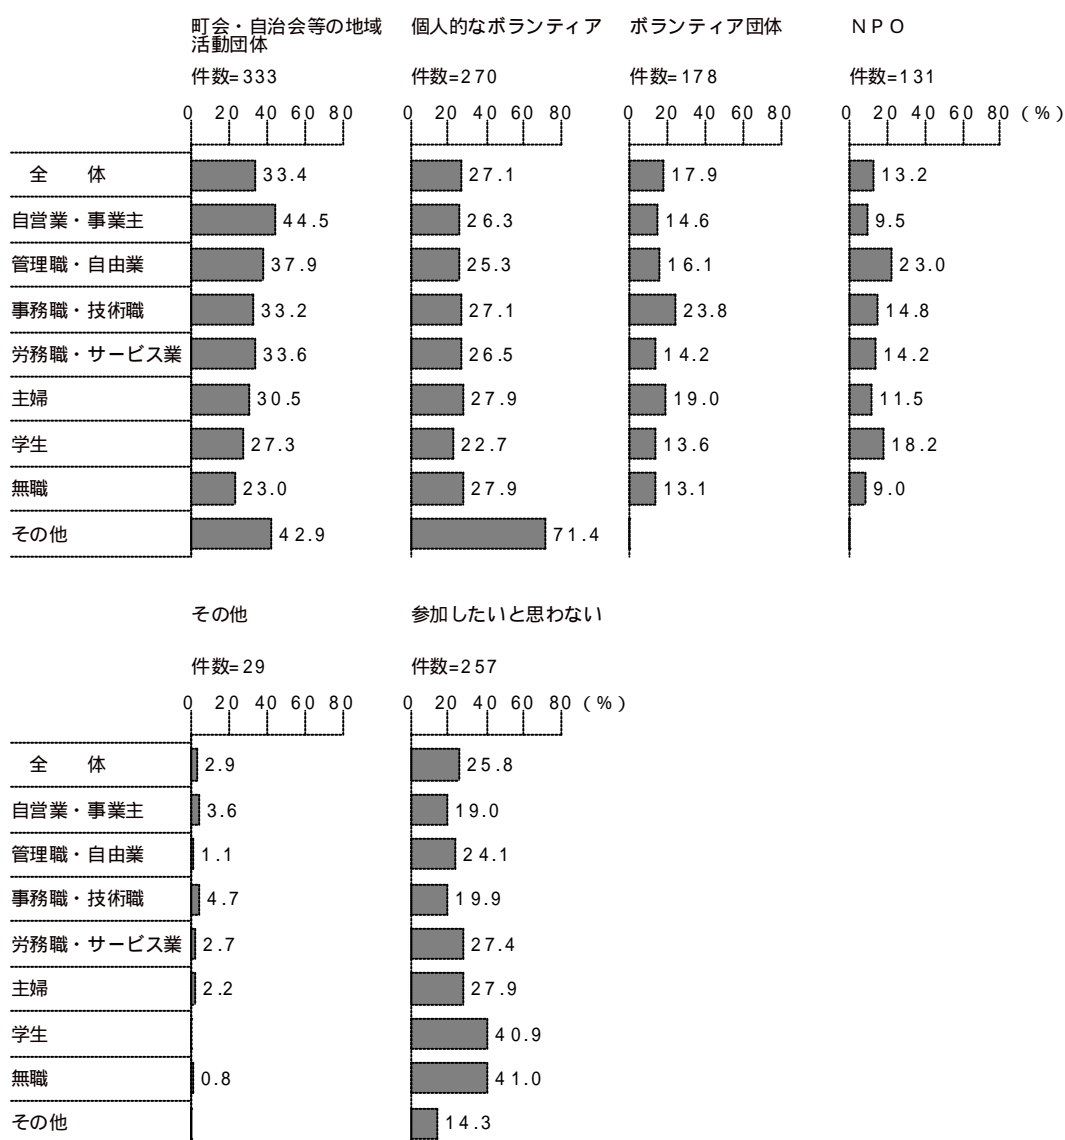 町会・自治会等の地域
活動団体
個人的なボランティア
ボランティア団体
ＮＰＯ
件数=333
件数=270
件数=178
件数=131
0 20 40 60 80
0 20 40 60 80
0 20 40 60 80
0 20 40 60 80 (%)
全 体 33.4 27.1 17.9 13.2
自営業・事業主 44.5 26.3 14.6 9.5
管理職・自由業 37.9 25.3 16.1 23.0
事務職・技術職 33.2 27.1 23.8 14.8
労務職・サービス業 33.6 26.5 14.2 14.2
主婦 30.5 27.9 19.0 11.5
学生 27.3 22.7 13.6 18.2
無職 23.0 27.9 13.1 9.0
その他 42.9 71.4
その他
参加したいと思わない
件数=29
件数=257
0 20 40 60 80
0 20 40 60 80 (%)
全 体 2.9 25.8
自営業・事業主 3.6 19.0
管理職・自由業 1.1 24.1
事務職・技術職 4.7 19.9
労務職・サービス業 2.7 27.4
主婦 2.2 27.9
学生 40.9
無職 0.8 41.0
その他 14.3